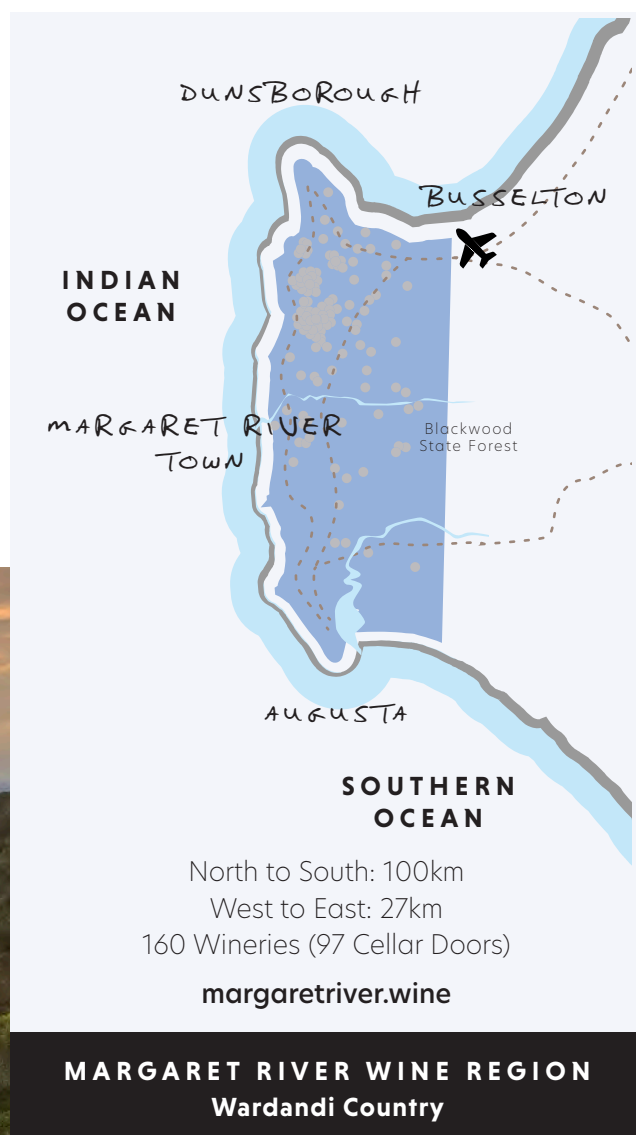 DUNSBOROUGH
BUSSELTON
INDIAN
OCEAN
MARGARET RIVER
TOWN
Blackwood
State Forest
AUGUSTA
SOUTHERN
OCEAN
North to South: 100km
West to East: 27km
160 Wineries (97 Cellar Doors)
margaretriver.wine
MARGARET RIVER WINE REGION
Wardandi Country